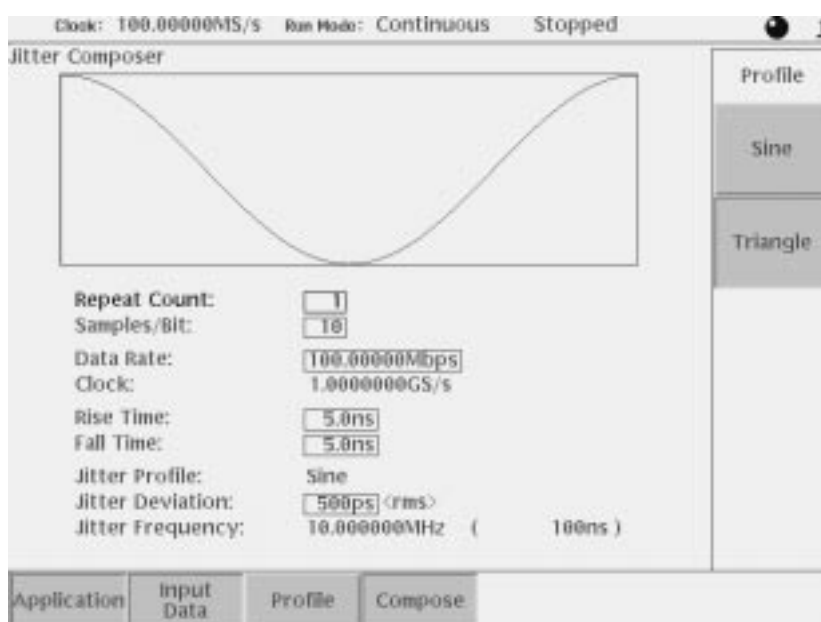 Clock: 100.00000MS/s Run Mode: Continuous Stopped
Jitter Composer
Profile
Sine
Triangle
Repeat Count: 1
Samples/Bit: 10
Data Rate: 100.00000Mbps
Clock: 1.0000000GS/s
Rise Time: 5.0ns
Fall Time: 5.0ns
Jitter Profile: Sine
Jitter Deviation: 500ps <rms>
Jitter Frequency: 10.000000MHz ( 100ns )
Application Input Data Profile Compose